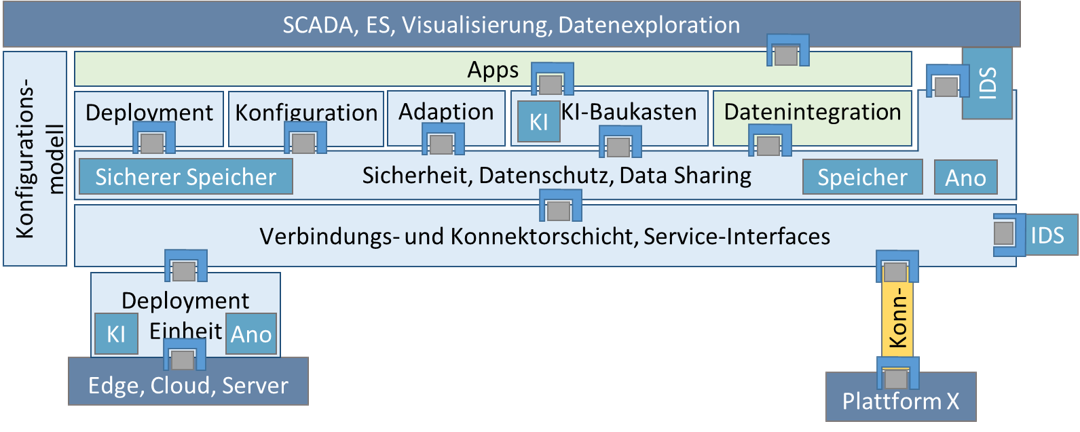 SCADA, ES, Visualisierung, Datenexploration
Konfigurations-
modell
Apps
IDS
Deployment
Konfiguration
Adaption
KI
KI-Baukasten
Datenintegration
Sicherer Speicher
Sicherheit, Datenschutz, Data Sharing
Speicher
Ano
Verbindungs- und Konnektorschicht, Service-Interfaces
IDS
Deployment
Einheit
KI
Ano
Konn-
Edge, Cloud, Server
Plattform X